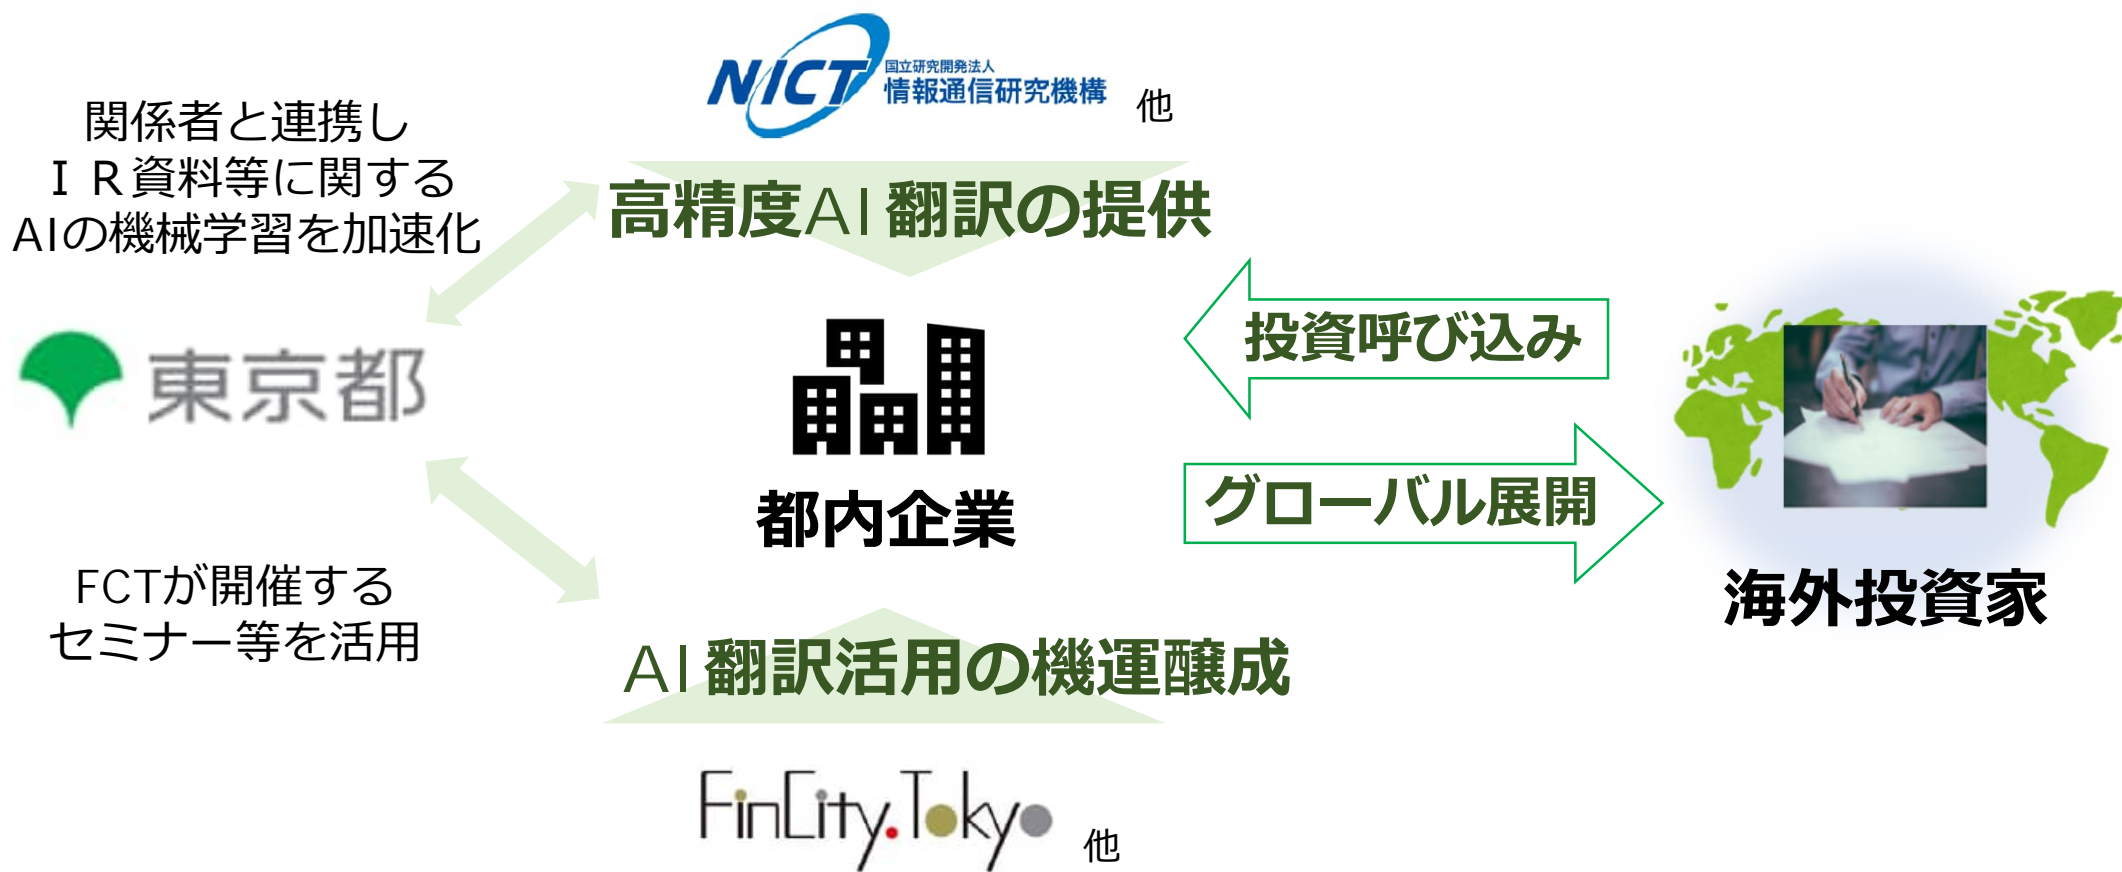 NICT
国立研究開発法人
情報通信研究機構
他
関係者と連携し
ＩＲ資料等に関する
AIの機械学習を加速化
高精度AI翻訳の提供
東京都
都内企業
投資呼び込み
グローバル展開
海外投資家
FCTが開催する
セミナー等を活用
AI翻訳活用の機運醸成
FinCity.Tokyo
他